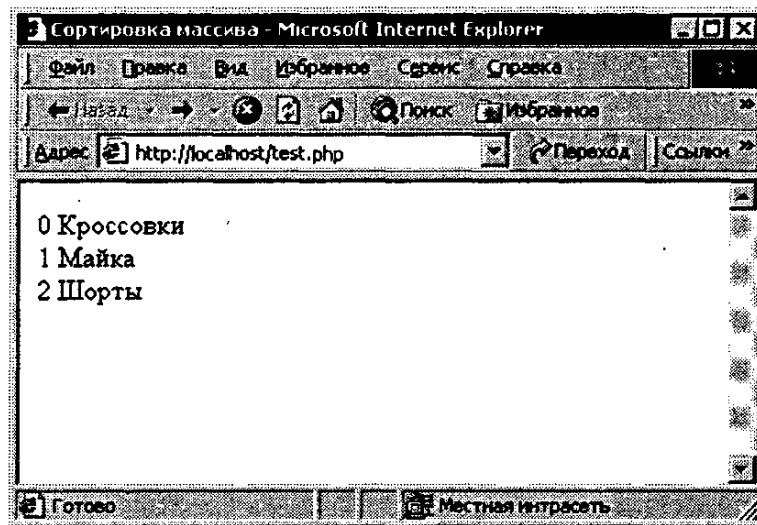 Сортировка массива - Microsoft Internet Explorer
Файл Правка Вид Избранное Сервис Справка
Назад Поиск Избранное »
Адрес http://localhost/test.php Переход Ссылки »
0 Кроссовки
1 Майка
2 Шорты
Готово Местная интрасеть